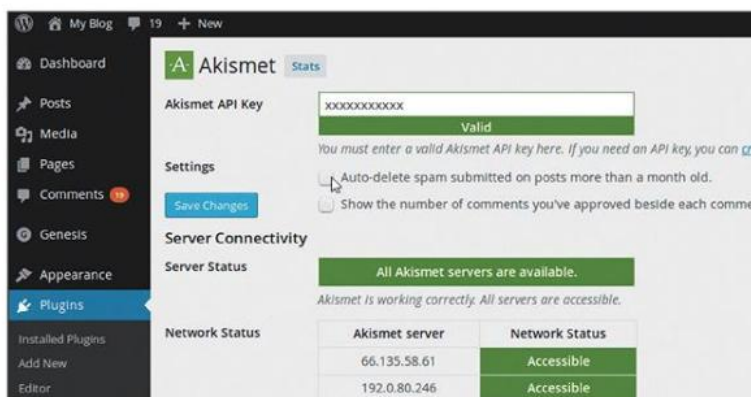 My Blog 19 + New
Dashboard
Posts
Media
Pages
Comments 19
Genesis
Appearance
Plugins
Installed Plugins
Add New
Editor
A Akismet Stats
Akismet API Key xxxxxxxxxxx
Valid
You must enter a valid Akismet API key here. If you need an API key, you can
Settings
Auto-delete spam submitted on posts more than a month old.
Save Changes Show the number of comments you've approved beside each
Server Connectivity
Server Status All Akismet servers are available.
Akismet is working correctly. All servers are accessible.
Network Status Akismet server Network Status
66.135.58.61 Accessible
192.0.80.246 Accessible